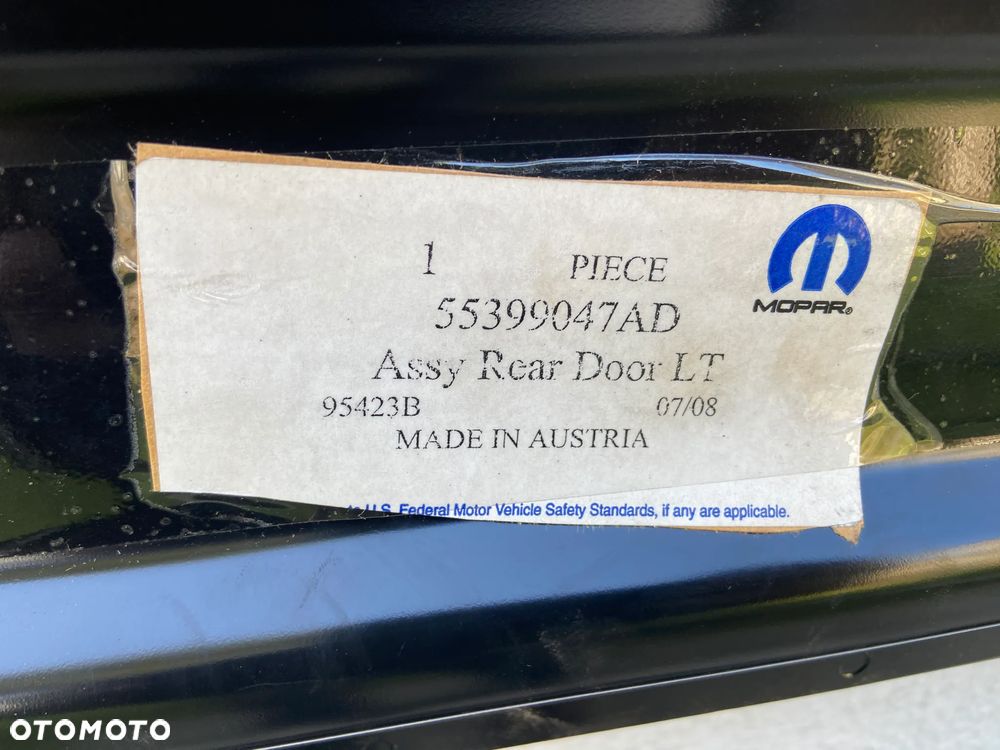 1 PIECE
MOPAR®
55399047AD
Assy Rear Door LT
95423B 07/08
MADE IN AUSTRIA
U.S. Federal Motor Vehicle Safety Standards, if any are applicable.
OTOMOTO